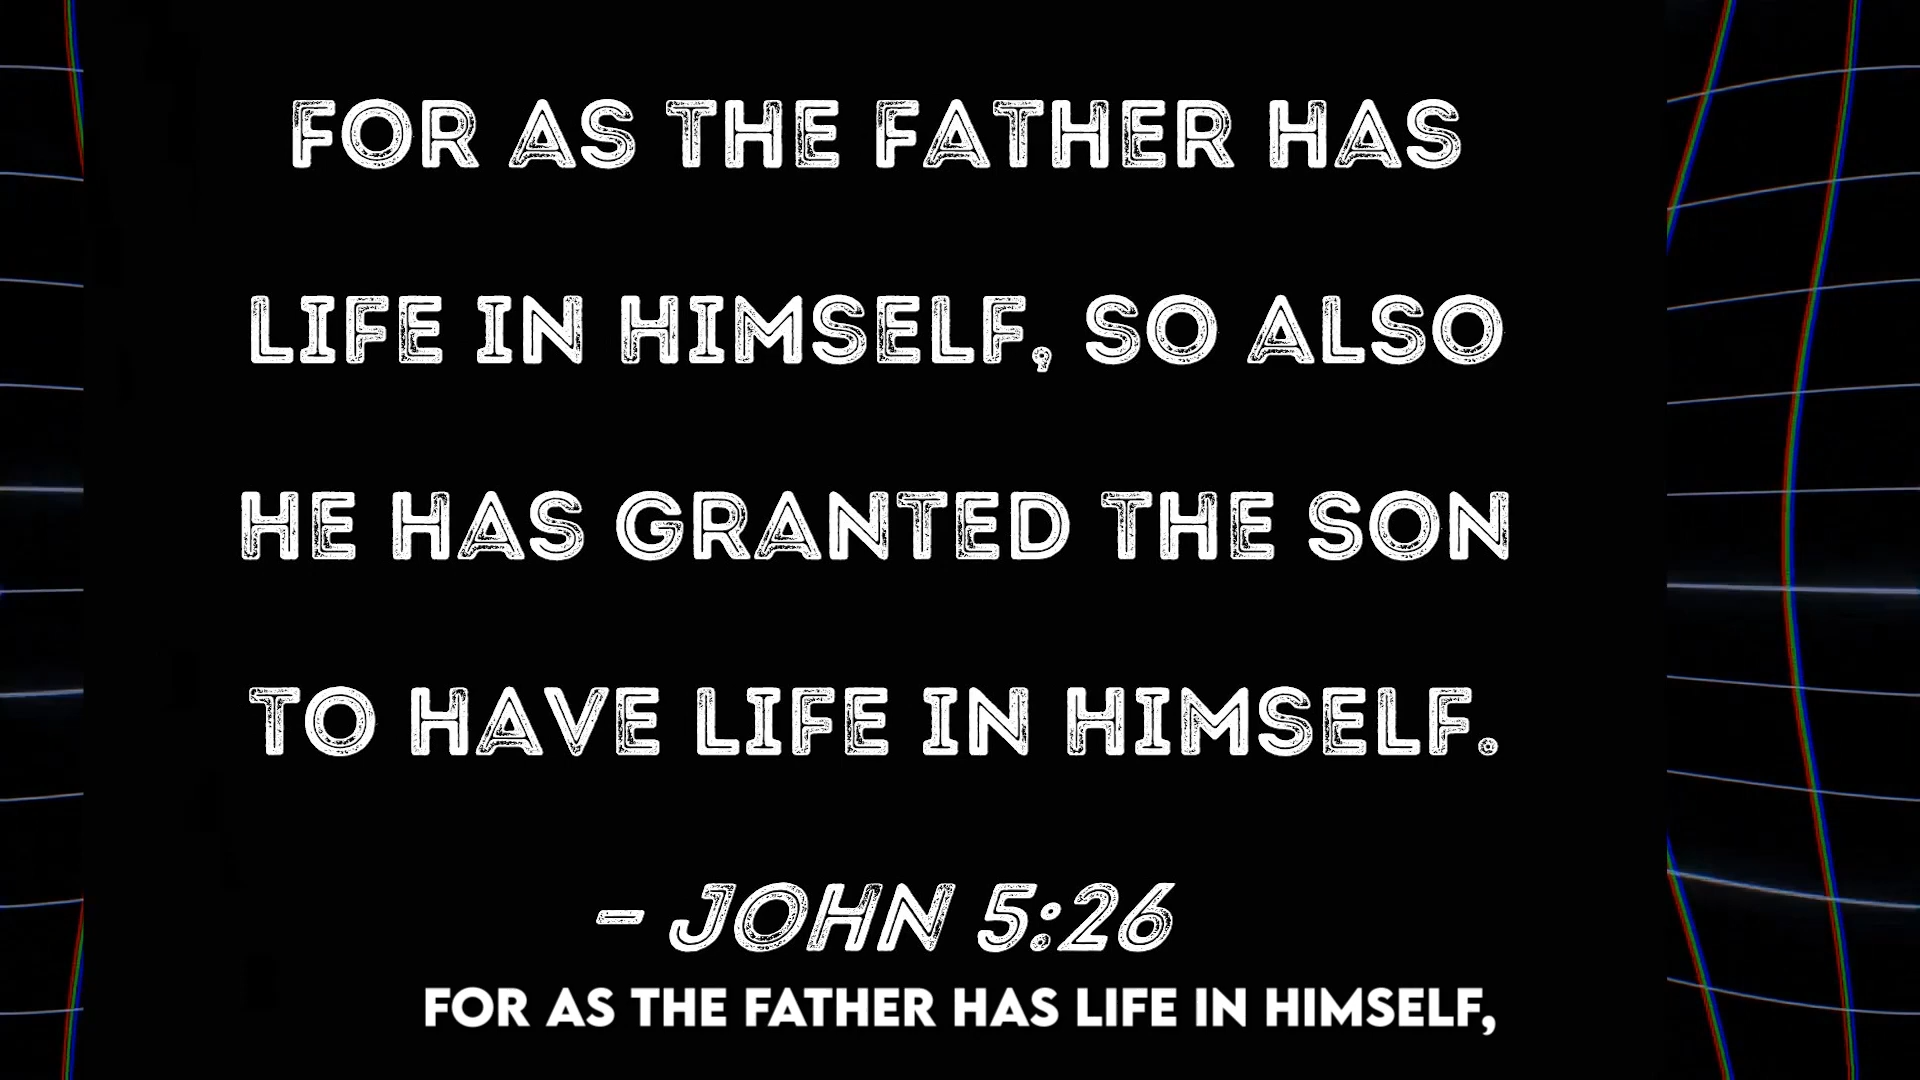 FOR AS THE FATHER HAS
LIFE IN HIMSELF, SO ALSO
HE HAS GRANTED THE SON
TO HAVE LIFE IN HIMSELF.
- JOHN 5:26
FOR AS THE FATHER HAS LIFE IN HIMSELF,